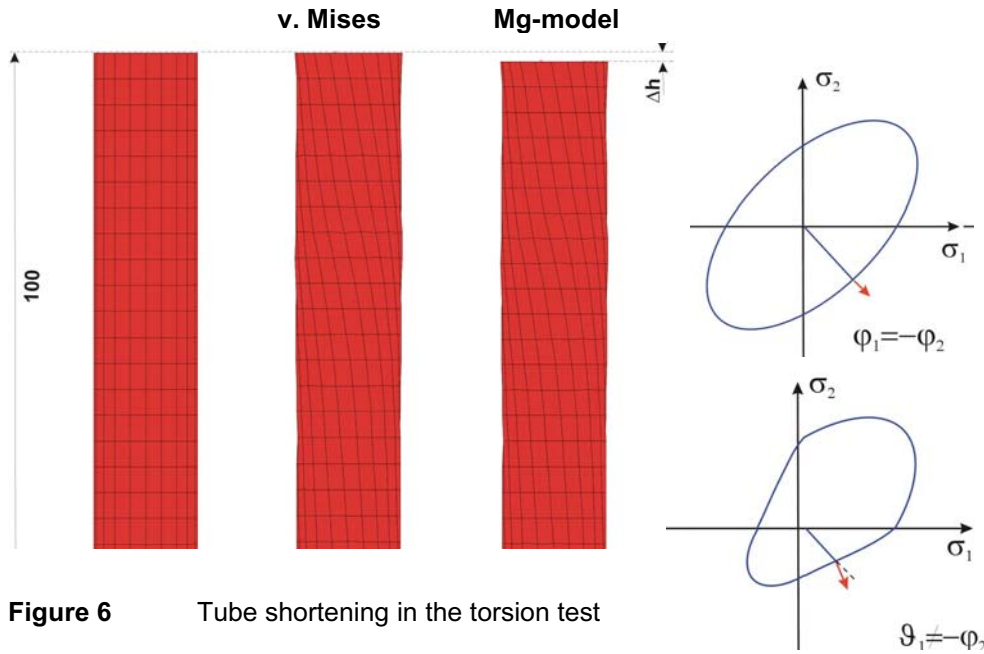 v. Mises Mg-model
Δh
100
σ₂
σ₁
φ₁=−φ₂
σ₂
σ₁
ϑ₁≠−φ₂
Figure 6 Tube shortening in the torsion test